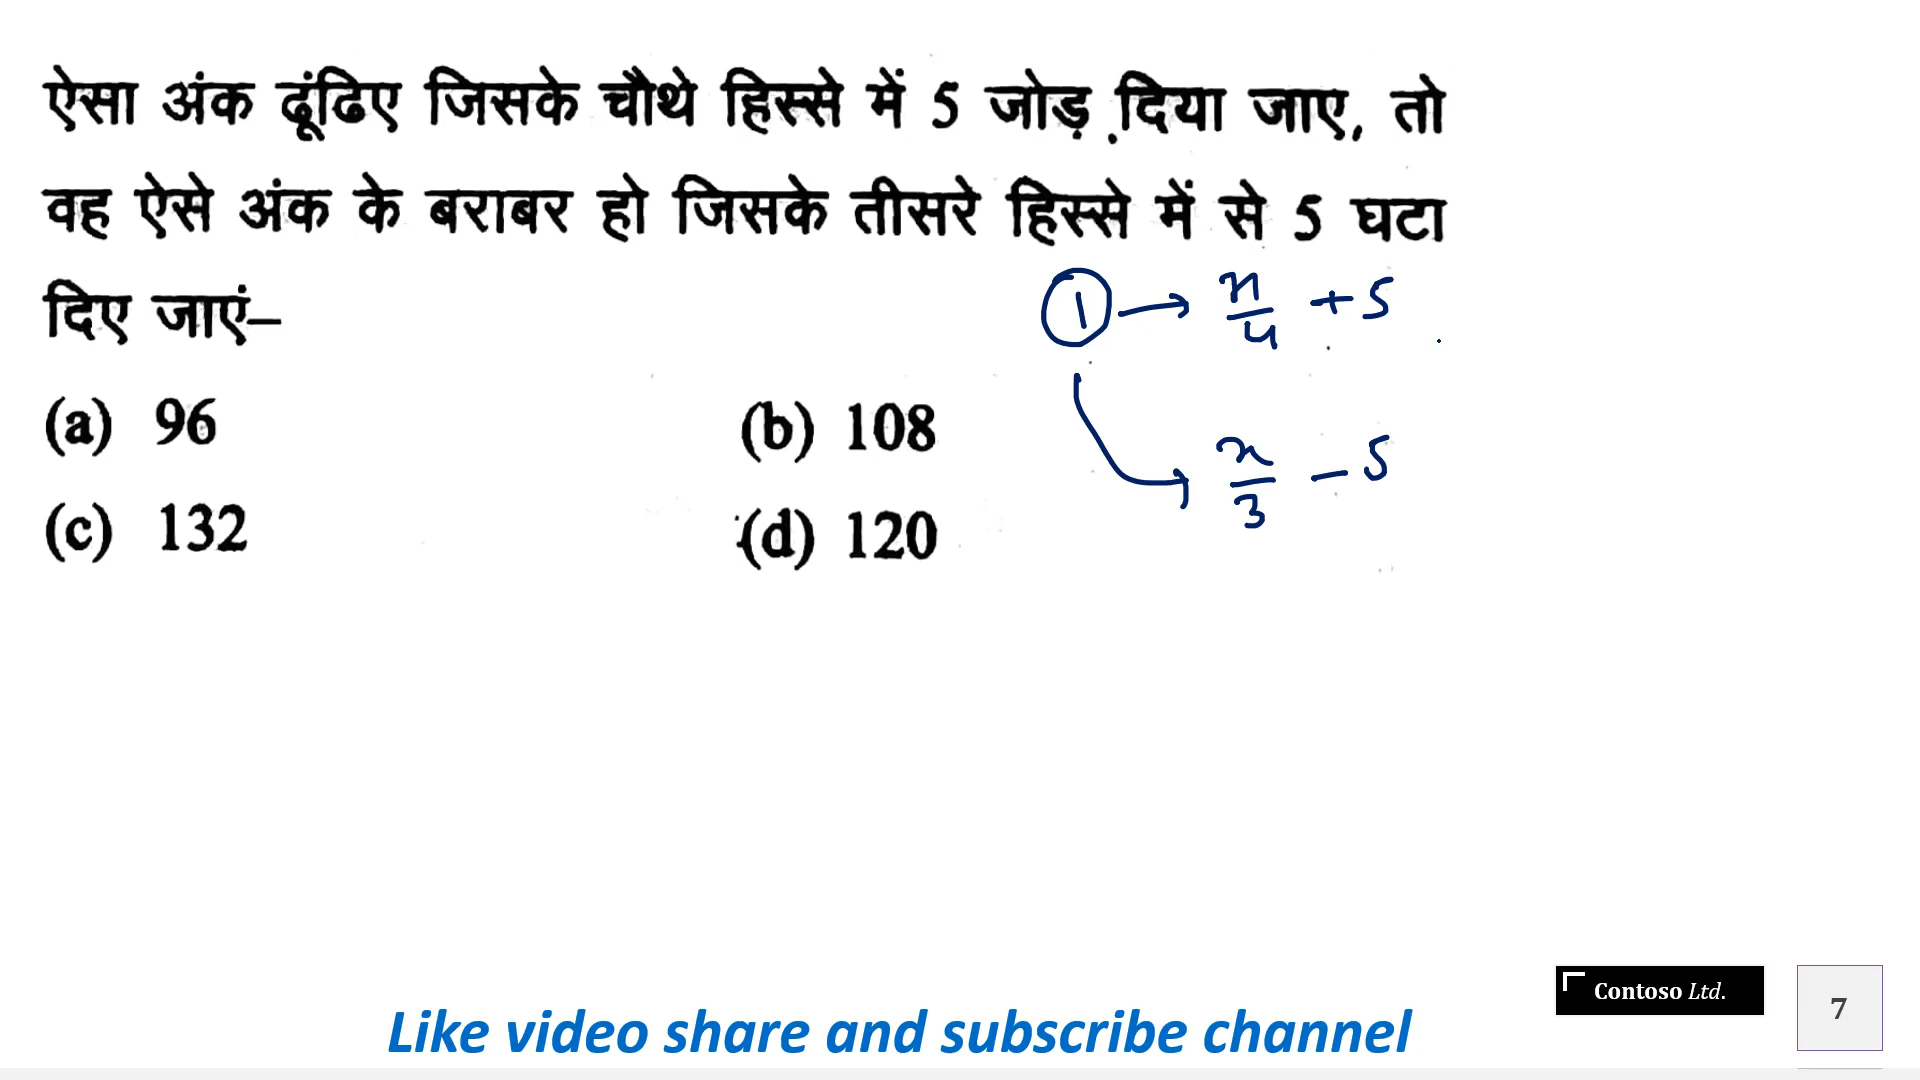 ऐसा अंक ढूंढिए जिसके चौथे हिस्से में 5 जोड़ दिया जाए, तो
वह ऐसे अंक के बराबर हो जिसके तीसरे हिस्से में से 5 घटा
दिए जाएं–
(a) 96 (b) 108
(c) 132 (d) 120
1 → x/4 + 5
→ x/3 - 5
Contoso Ltd.
7
Like video share and subscribe channel